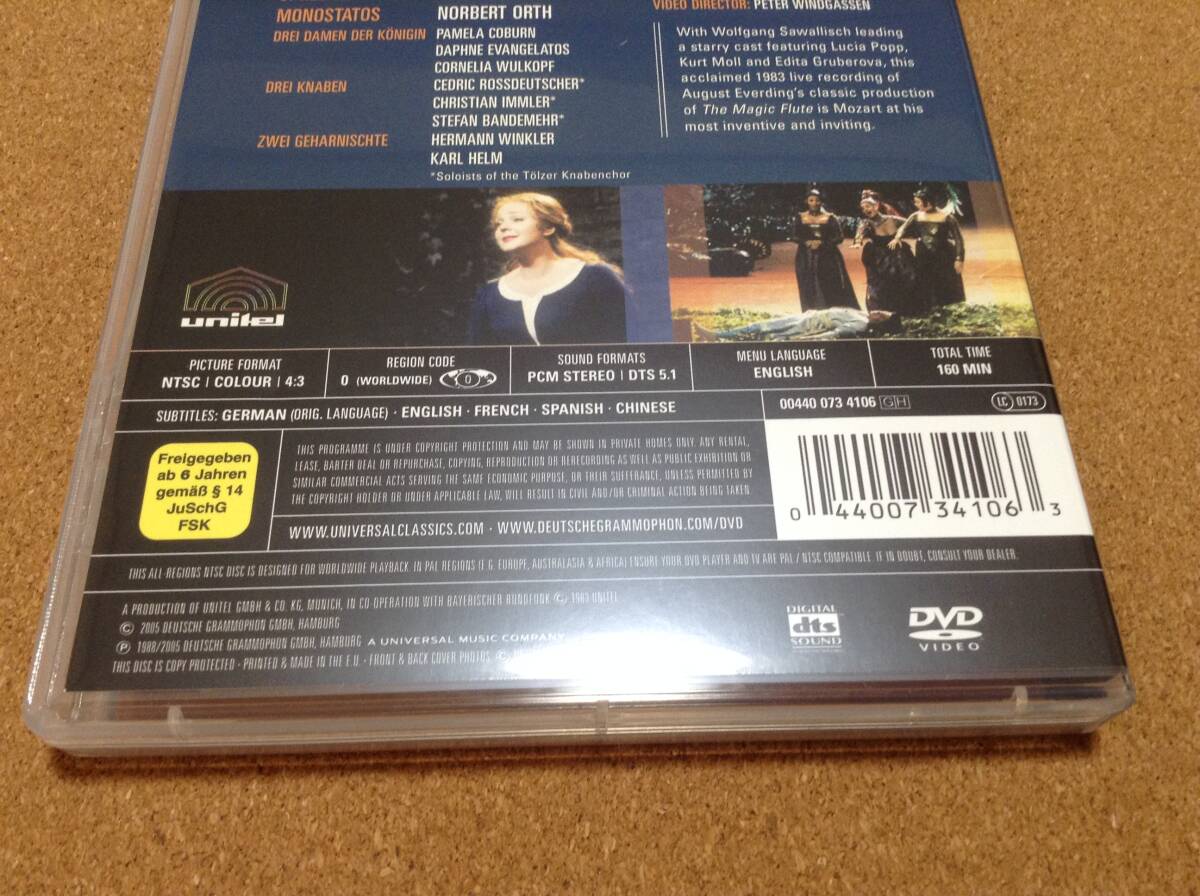 MONOSTATOS NORBERT ORTH
DREI DAMEN DER KÖNIGIN PAMELA COBURN
DAPHNE EVANGELATOS
CORNELIA WULKOPF
DREI KNABEN CEDRIC ROSSDEUTSCHER*
CHRISTIAN IMMLER*
STEFAN BANDEMEHR*
ZWEI GEHARNISCHTE HERMANN WINKLER
KARL HELM
*Soloists of the Tölzer Knabenchor
VIDEO DIRECTOR: PETER WINDGASSEN
With Wolfgang Sawallisch leading
a starry cast featuring Lucia Popp,
Kurt Moll and Edita Gruberova, this
acclaimed 1983 live recording of
August Everding's classic production
of The Magic Flute is Mozart at his
most inventive and inviting.
unitel
PICTURE FORMAT
NTSC | COLOUR | 4:3
REGION CODE
0 (WORLDWIDE) 0
SOUND FORMATS
PCM STEREO | DTS 5.1
MENU LANGUAGE
ENGLISH
TOTAL TIME
160 MIN
SUBTITLES: GERMAN (ORIG. LANGUAGE) · ENGLISH · FRENCH · SPANISH · CHINESE
00440 073 4106 GH
LC 0173
Freigegeben
ab 6 Jahren
gemäß § 14
JuSchG
FSK
THIS PROGRAMME IS UNDER COPYRIGHT PROTECTION AND MAY BE SHOWN IN PRIVATE HOMES ONLY. ANY RENTAL,
LEASE, BARTER DEAL OR REPURCHASE, COPYING, REPRODUCTION OR RERECORDING AS WELL AS PUBLIC EXHIBITION OR
SIMILAR COMMERCIAL ACTS SERVING THE SAME ECONOMIC PURPOSE, OR THEIR SUFFERANCE, UNLESS PERMITTED BY
THE COPYRIGHT HOLDER OR UNDER APPLICABLE LAW, WILL RESULT IN CIVIL AND/OR CRIMINAL ACTION BEING TAKEN
WWW.UNIVERSALCLASSICS.COM · WWW.DEUTSCHEGRAMMOPHON.COM/DVD
0 44007 34106 3
THIS ALL-REGIONS NTSC DISC IS DESIGNED FOR WORLDWIDE PLAYBACK. IN PAL REGIONS (E.G. EUROPE, AUSTRALASIA & AFRICA) ENSURE YOUR DVD PLAYER AND TV ARE PAL / NTSC COMPATIBLE. IF IN DOUBT, CONSULT YOUR DEALER.
A PRODUCTION OF UNITEL GMBH & CO. KG, MUNICH, IN CO-OPERATION WITH BAYERISCHER RUNDFUNK © 1983 UNITEL
© 2005 DEUTSCHE GRAMMOPHON GMBH, HAMBURG
℗ 1988/2005 DEUTSCHE GRAMMOPHON GMBH, HAMBURG A UNIVERSAL MUSIC COMPANY
THIS DISC IS COPY PROTECTED · PRINTED & MADE IN THE E.U. · FRONT & BACK COVER PHOTOS ©
DIGITAL
dts
SOUND
DVD
VIDEO